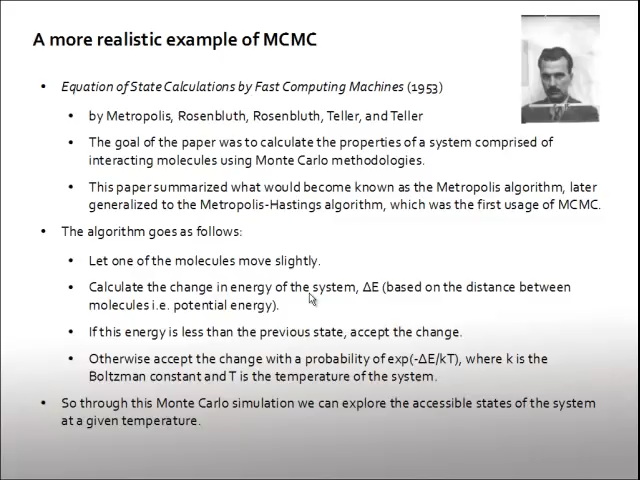 A more realistic example of MCMC
• Equation of State Calculations by Fast Computing Machines (1953)
• by Metropolis, Rosenbluth, Rosenbluth, Teller, and Teller
• The goal of the paper was to calculate the properties of a system comprised of
interacting molecules using Monte Carlo methodologies.
• This paper summarized what would become known as the Metropolis algorithm, later
generalized to the Metropolis-Hastings algorithm, which was the first usage of MCMC.
• The algorithm goes as follows:
• Let one of the molecules move slightly.
• Calculate the change in energy of the system, ΔE (based on the distance between
molecules i.e. potential energy).
• If this energy is less than the previous state, accept the change.
• Otherwise accept the change with a probability of exp(-ΔE/kT), where k is the
Boltzman constant and T is the temperature of the system.
• So through this Monte Carlo simulation we can explore the accessible states of the system
at a given temperature.